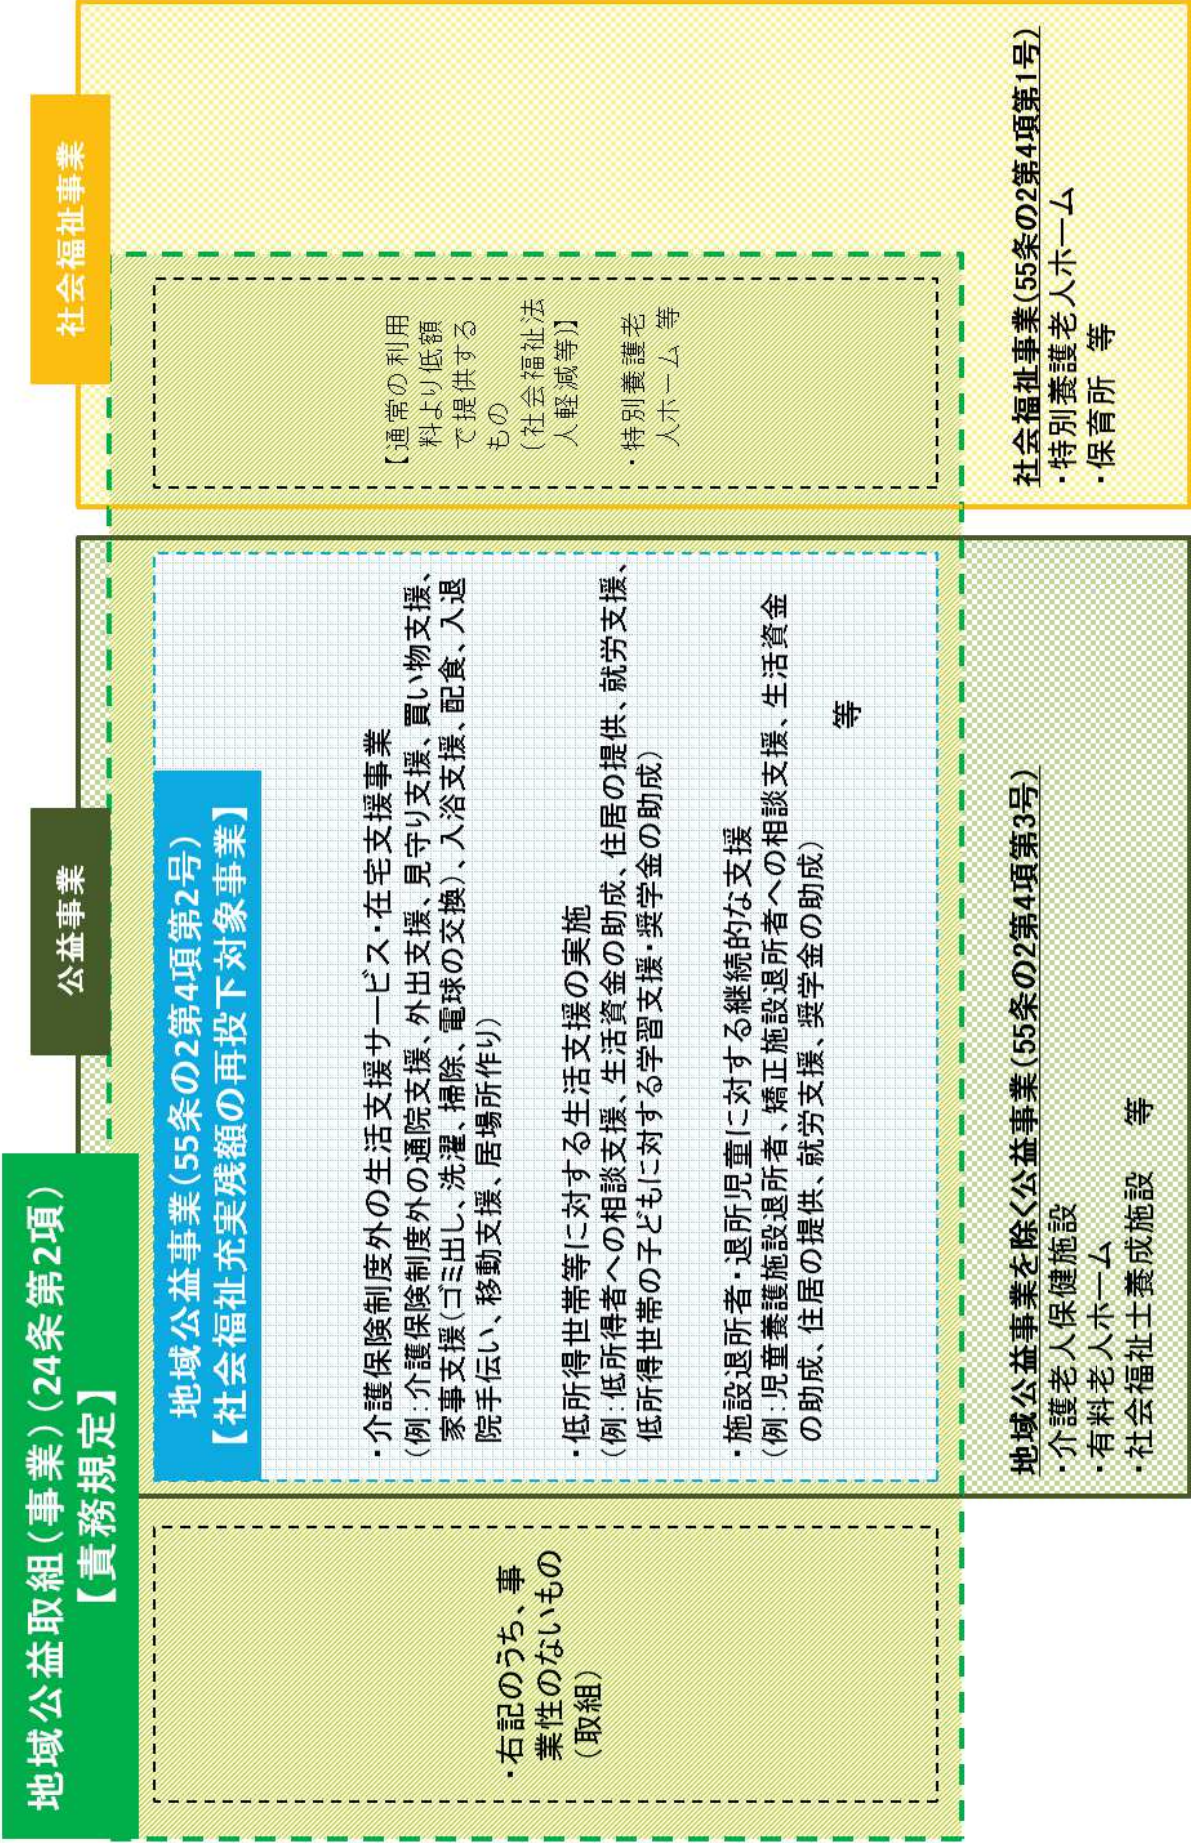 地域公益取組(事業)(24条第2項)
【責務規定】
公益事業
社会福祉事業
・右記のうち、事
業性のないもの
(取組)
地域公益事業(55条の2第4項第2号)
【社会福祉充実残額の再投下対象事業】
・介護保険制度外の生活支援サービス・在宅支援事業
(例:介護保険制度外の通院支援、外出支援、見守り支援、買い物支援、
家事支援(ゴミ出し、洗濯、掃除、電球の交換)、入浴支援、配食、入退
院手伝い、移動支援、居場所作り)
・低所得世帯等に対する生活支援の実施
(例:低所得者への相談支援、生活資金の助成、住居の提供、就労支援、
低所得世帯の子どもに対する学習支援・奨学金の助成)
・施設退所者・退所児童に対する継続的な支援
(例:児童養護施設退所者、矯正施設退所者への相談支援、生活資金
の助成、住居の提供、就労支援、奨学金の助成)
等
【通常の利用
料より低額
で提供する
もの
(社会福祉法
人軽減等)】
・特別養護老
人ホーム 等
地域公益事業を除く公益事業(55条の2第4項第3号)
・介護老人保健施設
・有料老人ホーム
・社会福祉士養成施設 等
社会福祉事業(55条の2第4項第1号)
・特別養護老人ホーム
・保育所 等